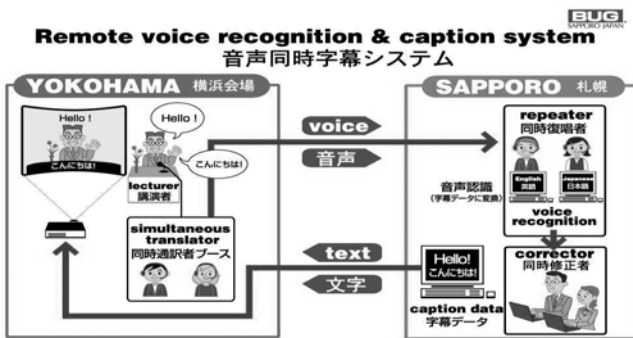 BUG
SAPPORO JAPAN
Remote voice recognition & caption system
音声同時字幕システム
YOKOHAMA 横浜会場
Hello !
こんにちは!
Hello !
こんにちは!
lecturer
講演者
simultaneous
translator
同時通訳者ブース
voice
音声
text
文字
SAPPORO 札幌
repeater
同時復唱者
English
英語
Japanese
日本語
音声認識
(字幕データに変換)
voice
recognition
Hello!
こんにちは!
caption data
字幕データ
corrector
同時修正者